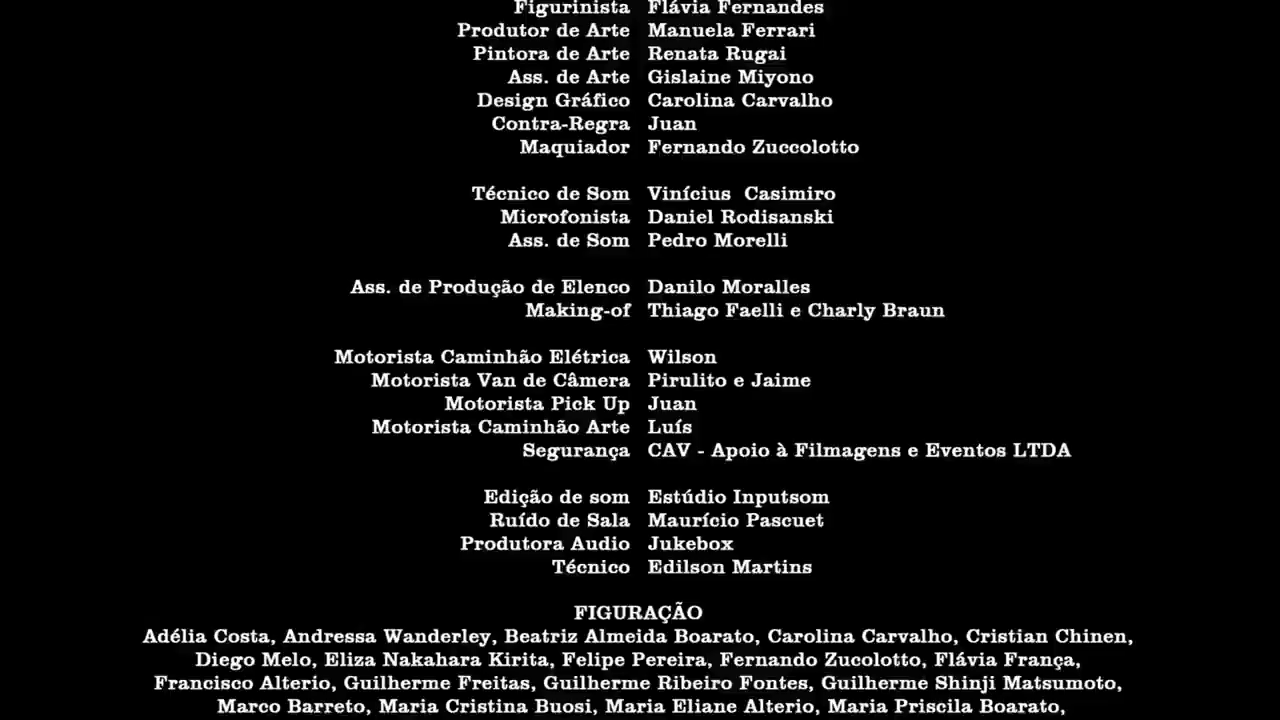 Figurinista Flávia Fernandes
Produtor de Arte Manuela Ferrari
Pintora de Arte Renata Rugai
Ass. de Arte Gislaine Miyono
Design Gráfico Carolina Carvalho
Contra-Regra Juan
Maquiador Fernando Zuccolotto
Técnico de Som Vinícius Casimiro
Microfonista Daniel Rodisanski
Ass. de Som Pedro Morelli
Ass. de Produção de Elenco Danilo Moralles
Making-of Thiago Faelli e Charly Braun
Motorista Caminhão Elétrica Wilson
Motorista Van de Câmera Pirulito e Jaime
Motorista Pick Up Juan
Motorista Caminhão Arte Luís
Segurança CAV - Apoio à Filmagens e Eventos LTDA
Edição de som Estúdio Inputsom
Ruído de Sala Maurício Pascuet
Produtora Audio Jukebox
Técnico Edilson Martins
FIGURAÇÃO
Adélia Costa, Andressa Wanderley, Beatriz Almeida Boarato, Carolina Carvalho, Cristian Chinen,
Diego Melo, Eliza Nakahara Kirita, Felipe Pereira, Fernando Zucolotto, Flávia França,
Francisco Alterio, Guilherme Freitas, Guilherme Ribeiro Fontes, Guilherme Shinji Matsumoto,
Marco Barreto, Maria Cristina Buosi, Maria Eliane Alterio, Maria Priscila Boarato,